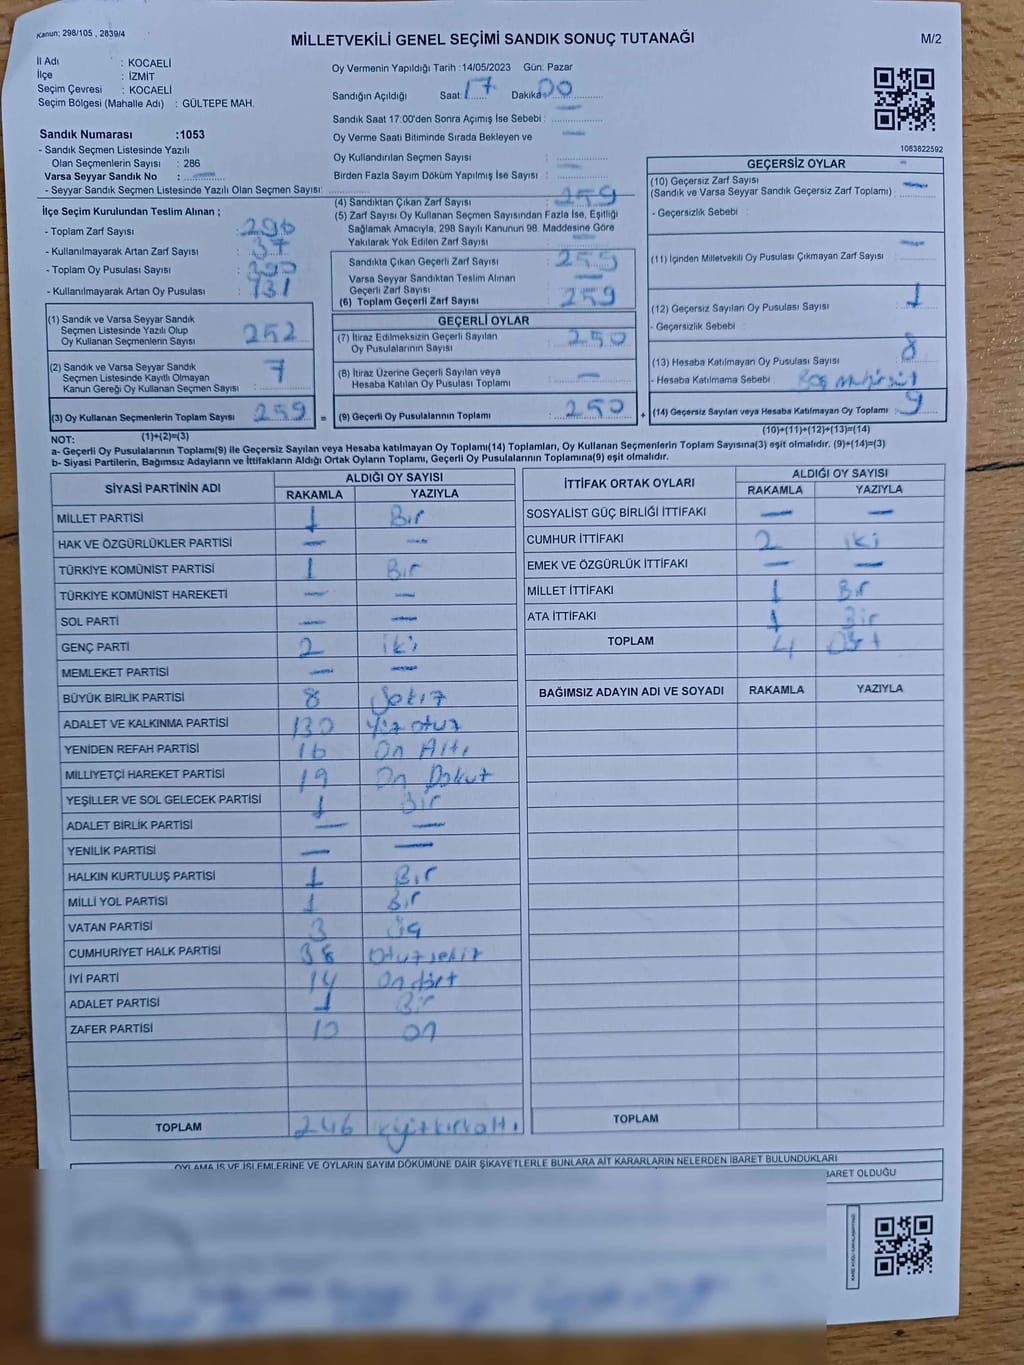 Kanun; 298/105 , 2839/4
MİLLETVEKİLİ GENEL SEÇİMİ SANDIK SONUÇ TUTANAĞI
M/2
İl Adı : KOCAELİ
İlçe : İZMİT
Seçim Çevresi : KOCAELİ
Seçim Bölgesi (Mahalle Adı) : GÜLTEPE MAH.
Sandık Numarası :1053
- Sandık Seçmen Listesinde Yazılı
Olan Seçmenlerin Sayısı : 286
Varsa Seyyar Sandık No : —
- Seyyar Sandık Seçmen Listesinde Yazılı Olan Seçmen Sayısı:
Oy Vermenin Yapıldığı Tarih :14/05/2023 Gün: Pazar
Sandığın Açıldığı Saat: 17 Dakika: 00
Sandık Saat 17:00'den Sonra Açımış İse Sebebi : —
Oy Verme Saati Bitiminde Sırada Bekleyen ve —
Oy Kullandırılan Seçmen Sayısı : —
Birden Fazla Sayım Döküm Yapılmış İse Sayısı : —
1083822592
İlçe Seçim Kurulundan Teslim Alınan ;
- Toplam Zarf Sayısı : 296
- Kullanılmayarak Artan Zarf Sayısı : 37
- Toplam Oy Pusulası Sayısı : 390
- Kullanılmayarak Artan Oy Pusulası : 131
(1) Sandık ve Varsa Seyyar Sandık
Seçmen Listesinde Yazılı Olup
Oy Kullanan Seçmenlerin Sayısı 252
(2) Sandık ve Varsa Seyyar Sandık
Seçmen Listesinde Kayıtlı Olmayan
Kanun Gereği Oy Kullanan Seçmen Sayısı : 7
(3) Oy Kullanan Seçmenlerin Toplam Sayısı 259 =
(4) Sandıktan Çıkan Zarf Sayısı : 259
(5) Zarf Sayısı Oy Kullanan Seçmen Sayısından Fazla İse, Eşitliği
Sağlamak Amacıyla, 298 Sayılı Kanunun 98. Maddesine Göre
Yakılarak Yok Edilen Zarf Sayısı : —
Sandıkta Çıkan Geçerli Zarf Sayısı : 259
Varsa Seyyar Sandıktan Teslim Alınan
Geçerli Zarf Sayısı : —
(6) Toplam Geçerli Zarf Sayısı : 259
GEÇERLİ OYLAR
(7) İtiraz Edilmeksizin Geçerli Sayılan
Oy Pusulalarının Sayısı 250
(8) İtiraz Üzerine Geçerli Sayılan veya
Hesaba Katılan Oy Pusulası Toplamı : —
(9) Geçerli Oy Pusulalarının Toplamı : 250 +
GEÇERSİZ OYLAR
(10) Geçersiz Zarf Sayısı
(Sandık ve Varsa Seyyar Sandık Geçersiz Zarf Toplamı) : —
- Geçersizlik Sebebi :
(11) İçinden Milletvekili Oy Pusulası Çıkmayan Zarf Sayısı : —
(12) Geçersiz Sayılan Oy Pusulası Sayısı : 1
- Geçersizlik Sebebi :
(13) Hesaba Katılmayan Oy Pusulası Sayısı : 8
- Hesaba Katılmama Sebebi : Boş
(14) Geçersiz Sayılan veya Hesaba Katılmayan Oy Toplamı : 9
(10)+(11)+(12)+(13)=(14)
NOT: (1)+(2)=(3)
a- Geçerli Oy Pusulalarının Toplamı(9) ile Geçersiz Sayılan veya Hesaba katılmayan Oy Toplamı(14) Toplamları, Oy Kullanan Seçmenlerin Toplam Sayısına(3) eşit olmalıdır. (9)+(14)=(3)
b- Siyasi Partilerin, Bağımsız Adayların ve İttifakların Aldığı Ortak Oyların Toplamı, Geçerli Oy Pusulalarının Toplamına(9) eşit olmalıdır.
SİYASİ PARTİNİN ADI ALDIĞI OY SAYISI
RAKAMLA YAZIYLA
MİLLET PARTİSİ 1 Bir
HAK VE ÖZGÜRLÜKLER PARTİSİ — —
TÜRKİYE KOMÜNİST PARTİSİ 1 Bir
TÜRKİYE KOMÜNİST HAREKETİ — —
SOL PARTİ — —
GENÇ PARTİ 2 iki
MEMLEKET PARTİSİ — —
BÜYÜK BİRLİK PARTİSİ 8 Sekiz
ADALET VE KALKINMA PARTİSİ 130 Yüz otuz
YENİDEN REFAH PARTİSİ 16 On Altı
MİLLİYETÇİ HAREKET PARTİSİ 19 On Dokuz
YEŞİLLER VE SOL GELECEK PARTİSİ 1 Bir
ADALET BİRLİK PARTİSİ — —
YENİLİK PARTİSİ — —
HALKIN KURTULUŞ PARTİSİ 1 Bir
MİLLİ YOL PARTİSİ 1 Bir
VATAN PARTİSİ 3 üç
CUMHURİYET HALK PARTİSİ 38 Otuzsekiz
İYİ PARTİ 14 Ondört
ADALET PARTİSİ 1 Bir
ZAFER PARTİSİ 10 on
TOPLAM 246
İTTİFAK ORTAK OYLARI ALDIĞI OY SAYISI
RAKAMLA YAZIYLA
SOSYALİST GÜÇ BİRLİĞİ İTTİFAKI — —
CUMHUR İTTİFAKI 2 iki
EMEK VE ÖZGÜRLÜK İTTİFAKI — —
MİLLET İTTİFAKI 1 Bir
ATA İTTİFAKI 1 Bir
TOPLAM 4 Dört
BAĞIMSIZ ADAYIN ADI VE SOYADI RAKAMLA YAZIYLA
TOPLAM
OYLAMA İŞ VE İŞLEMLERİNE VE OYLARIN SAYIM DÖKÜMÜNE DAİR ŞİKAYETLERLE BUNLARA AİT KARARLARIN NELERDEN İBARET BULUNDUKLARI
BARET OLDUĞU